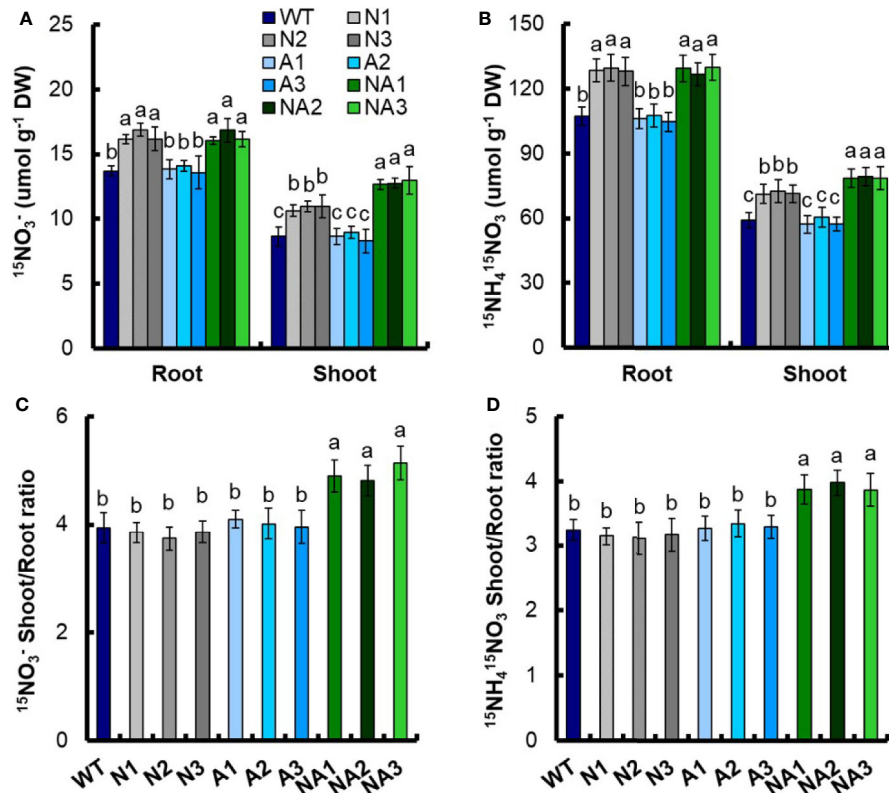 A
25
20
15
10
5
0
¹⁵NO₃⁻ (umol g⁻¹ DW)
WT N1
N2 N3
A1 A2
A3 NA1
NA2 NA3
b a a a b b b a a a
c b b b c c c a a a
Root Shoot
B
150
120
90
60
30
0
¹⁵NH₄¹⁵NO₃ (umol g⁻¹ DW)
b a a a b b b a a a
c b b b c c c a a a
Root Shoot
C
6
4
2
0
¹⁵NO₃⁻ Shoot/Root ratio
b b b b b b b a a a
WT N1 N2 N3 A1 A2 A3 NA1 NA2 NA3
D
5
4
3
2
1
0
¹⁵NH₄¹⁵NO₃ Shoot/Root ratio
b b b b b b b a a a
WT N1 N2 N3 A1 A2 A3 NA1 NA2 NA3